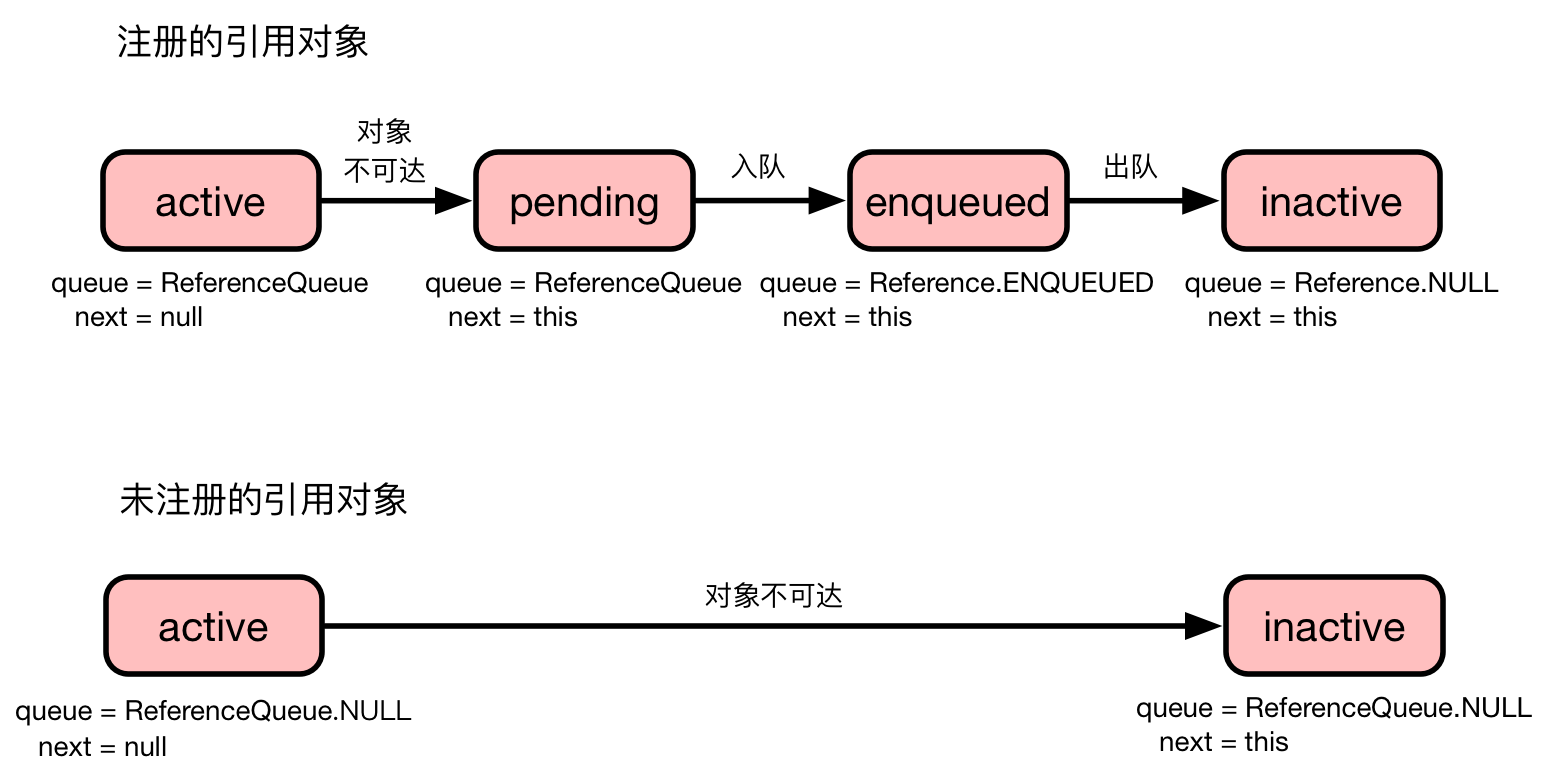 注册的引用对象
对象
不可达
入队
出队
active
pending
enqueued
inactive
queue = ReferenceQueue
next = null
queue = ReferenceQueue
next = this
queue = Reference.ENQUEUED
next = this
queue = Reference.NULL
next = this
未注册的引用对象
对象不可达
active
inactive
queue = ReferenceQueue.NULL
next = null
queue = ReferenceQueue.NULL
next = this